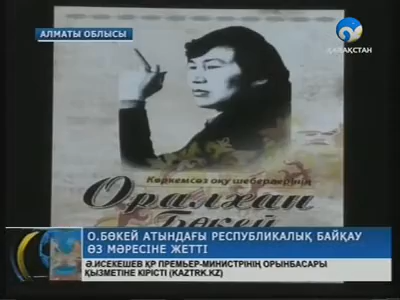 АЛМАТЫ ОБЛЫСЫ
ҚАЗАҚСТАН
Көркемсөз оқу шеберлерінің
Оралхан
Бөкей
О.БӨКЕЙ АТЫНДАҒЫ РЕСПУБЛИКАЛЫҚ БАЙҚАУ
ӨЗ МӘРЕСІНЕ ЖЕТТІ
Ә.ИСЕКЕШЕВ ҚР ПРЕМЬЕР-МИНИСТРІНІҢ ОРЫНБАСАРЫ
ҚЫЗМЕТІНЕ КІРІСТІ (KAZTRK.KZ)